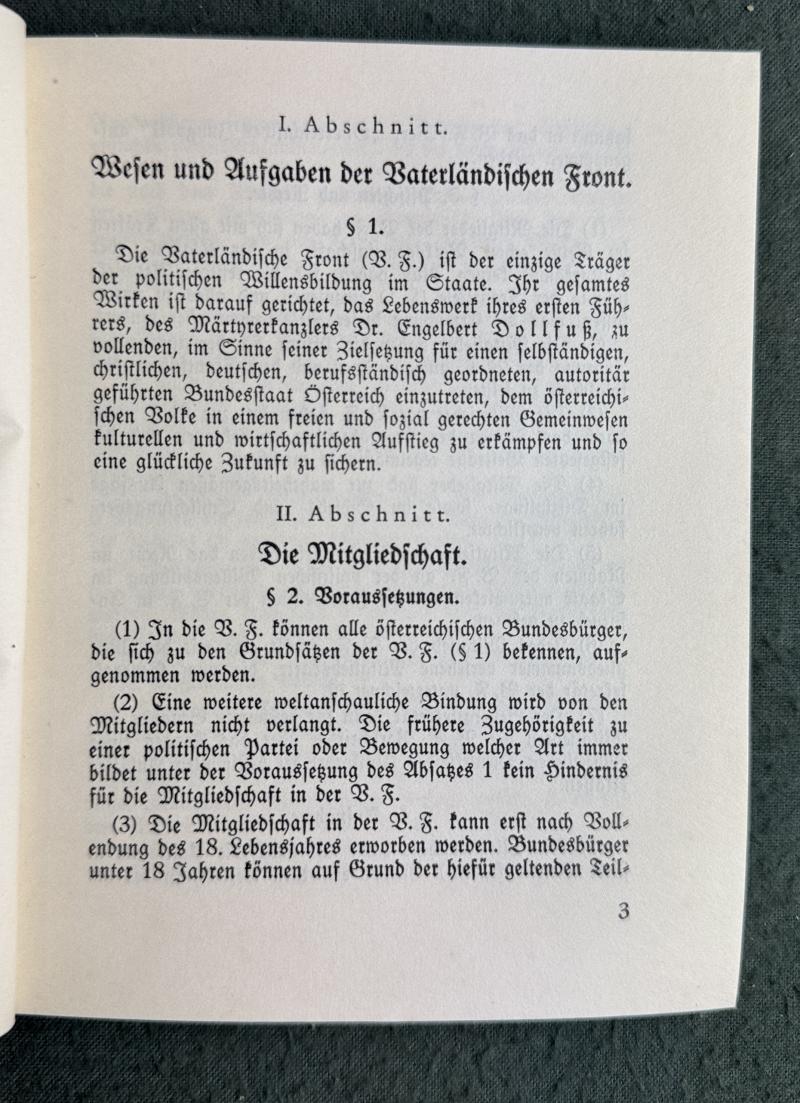 I. Abschnitt.
Wesen und Aufgaben der Vaterländischen Front.
§ 1.
Die Vaterländische Front (V. F.) ist der einzige Träger
der politischen Willensbildung im Staate. Ihr gesamtes
Wirken ist darauf gerichtet, das Lebenswerk ihres ersten Füh-
rers, des Märtyrerkanzlers Dr. Engelbert Dollfuß, zu
vollenden, im Sinne seiner Zielsetzung für einen selbständigen,
christlichen, deutschen, berufsständisch geordneten, autoritär
geführten Bundesstaat Österreich einzutreten, dem österreichi-
schen Volke in einem freien und sozial gerechten Gemeinwesen
kulturellen und wirtschaftlichen Aufstieg zu erkämpfen und so
eine glückliche Zukunft zu sichern.
II. Abschnitt.
Die Mitgliedschaft.
§ 2. Voraussetzungen.
(1) In die V. F. können alle österreichischen Bundesbürger,
die sich zu den Grundsätzen der V. F. (§ 1) bekennen, auf-
genommen werden.
(2) Eine weitere weltanschauliche Bindung wird von den
Mitgliedern nicht verlangt. Die frühere Zugehörigkeit zu
einer politischen Partei oder Bewegung welcher Art immer
bildet unter der Voraussetzung des Absatzes 1 kein Hindernis
für die Mitgliedschaft in der V. F.
(3) Die Mitgliedschaft in der V. F. kann erst nach Voll-
endung des 18. Lebensjahres erworben werden. Bundesbürger
unter 18 Jahren können auf Grund der hiefür geltenden Teil-
3